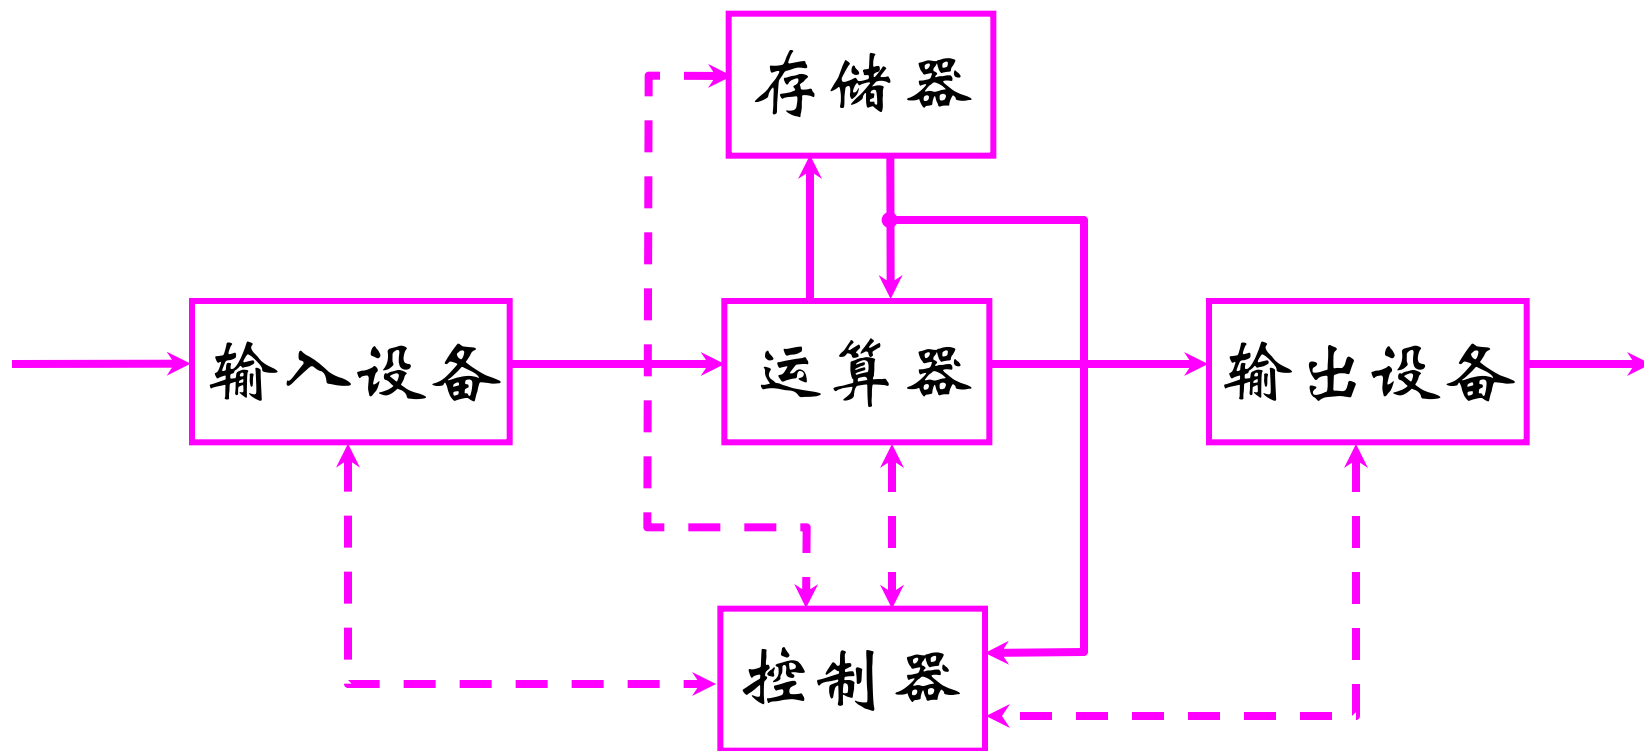 存储器
输入设备
运算器
输出设备
控制器